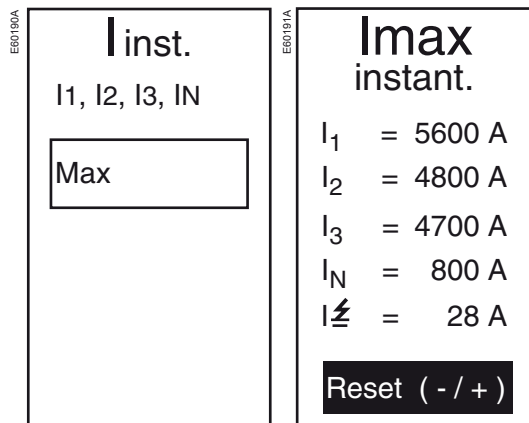 E60190A
I inst.
I1, I2, I3, IN
Max
E60191A
Imax
instant.
I1 = 5600 A
I2 = 4800 A
I3 = 4700 A
IN = 800 A
I⏚ = 28 A
Reset ( - / + )